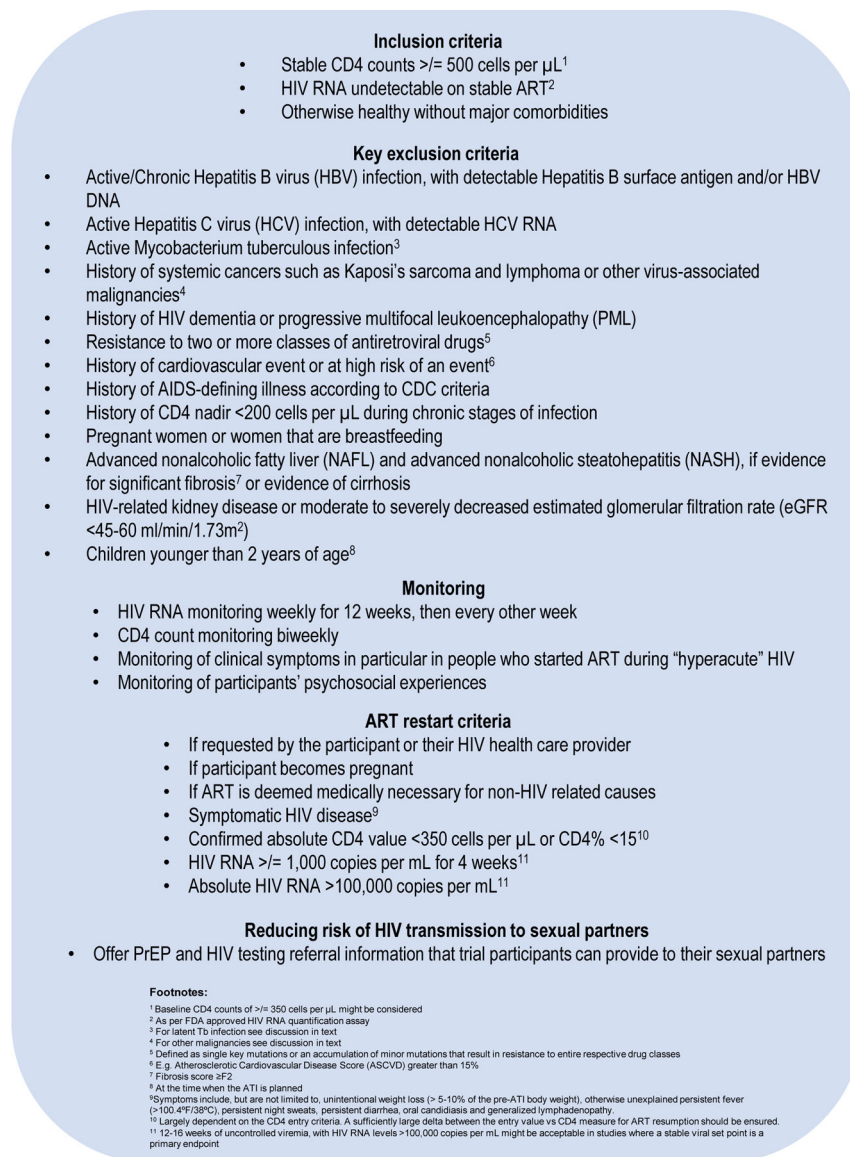 Inclusion criteria
• Stable CD4 counts >/= 500 cells per µL¹
• HIV RNA undetectable on stable ART²
• Otherwise healthy without major comorbidities
Key exclusion criteria
• Active/Chronic Hepatitis B virus (HBV) infection, with detectable Hepatitis B surface antigen and/or HBV
DNA
• Active Hepatitis C virus (HCV) infection, with detectable HCV RNA
• Active Mycobacterium tuberculous infection³
• History of systemic cancers such as Kaposi's sarcoma and lymphoma or other virus-associated
malignancies⁴
• History of HIV dementia or progressive multifocal leukoencephalopathy (PML)
• Resistance to two or more classes of antiretroviral drugs⁵
• History of cardiovascular event or at high risk of an event⁶
• History of AIDS-defining illness according to CDC criteria
• History of CD4 nadir <200 cells per µL during chronic stages of infection
• Pregnant women or women that are breastfeeding
• Advanced nonalcoholic fatty liver (NAFL) and advanced nonalcoholic steatohepatitis (NASH), if evidence
for significant fibrosis⁷ or evidence of cirrhosis
• HIV-related kidney disease or moderate to severely decreased estimated glomerular filtration rate (eGFR
<45-60 ml/min/1.73m²)
• Children younger than 2 years of age⁸
Monitoring
• HIV RNA monitoring weekly for 12 weeks, then every other week
• CD4 count monitoring biweekly
• Monitoring of clinical symptoms in particular in people who started ART during “hyperacute” HIV
• Monitoring of participants' psychosocial experiences
ART restart criteria
• If requested by the participant or their HIV health care provider
• If participant becomes pregnant
• If ART is deemed medically necessary for non-HIV related causes
• Symptomatic HIV disease⁹
• Confirmed absolute CD4 value <350 cells per µL or CD4% <15¹⁰
• HIV RNA >/= 1,000 copies per mL for 4 weeks¹¹
• Absolute HIV RNA >100,000 copies per mL¹¹
Reducing risk of HIV transmission to sexual partners
• Offer PrEP and HIV testing referral information that trial participants can provide to their sexual partners
Footnotes:
¹ Baseline CD4 counts of >/= 350 cells per µL might be considered
² As per FDA approved HIV RNA quantification assay
³ For latent Tb infection see discussion in text
⁴ For other malignancies see discussion in text
⁵ Defined as single key mutations or an accumulation of minor mutations that result in resistance to entire respective drug classes
⁶ E.g. Atherosclerotic Cardiovascular Disease Score (ASCVD) greater than 15%
⁷ Fibrosis score ≥F2
⁸ At the time when the ATI is planned
⁹Symptoms include, but are not limited to, unintentional weight loss (> 5-10% of the pre-ATI body weight), otherwise unexplained persistent fever
(>100.4ºF/38ºC), persistent night sweats, persistent diarrhea, oral candidiasis and generalized lymphadenopathy.
¹⁰ Largely dependent on the CD4 entry criteria. A sufficiently large delta between the entry value vs CD4 measure for ART resumption should be ensured.
¹¹ 12-16 weeks of uncontrolled viremia, with HIV RNA levels >100,000 copies per mL might be acceptable in studies where a stable viral set point is a
primary endpoint